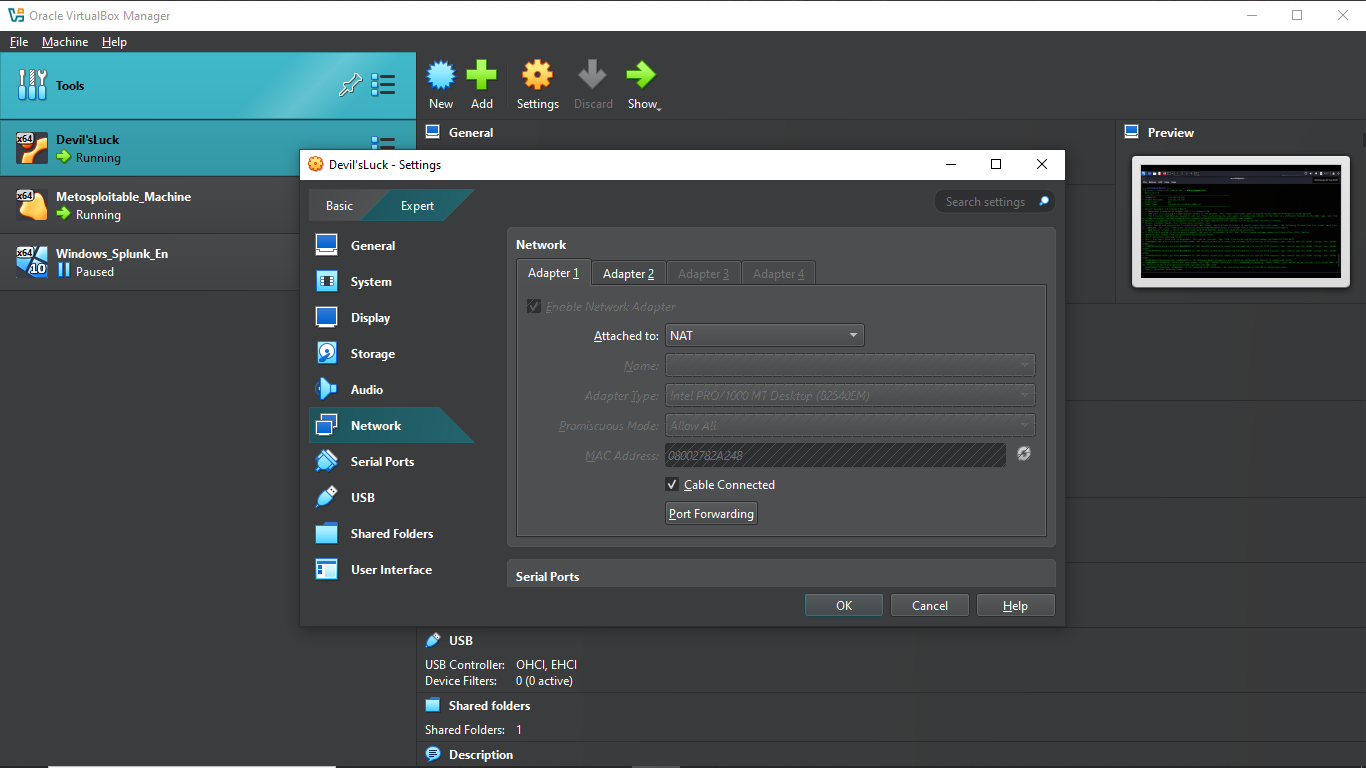 Oracle VirtualBox Manager
File Machine Help
Tools
New Add Settings Discard Show
x64 Devil'sLuck
Running
x64 Metosploitable_Machine
Running
x64 10 Windows_Splunk_En
Paused
General
Preview
Devil'sLuck - Settings
Basic Expert Search settings
General
System
Display
Storage
Audio
Network
Serial Ports
USB
Shared Folders
User Interface
Network
Adapter 1 Adapter 2 Adapter 3 Adapter 4
Enable Network Adapter
Attached to: NAT
Name:
Adapter Type: Intel PRO/1000 MT Desktop (82540EM)
Promiscuous Mode: Allow All
MAC Address: 08002782A248
Cable Connected
Port Forwarding
Serial Ports
OK Cancel Help
USB
USB Controller: OHCI, EHCI
Device Filters: 0 (0 active)
Shared folders
Shared Folders: 1
Description